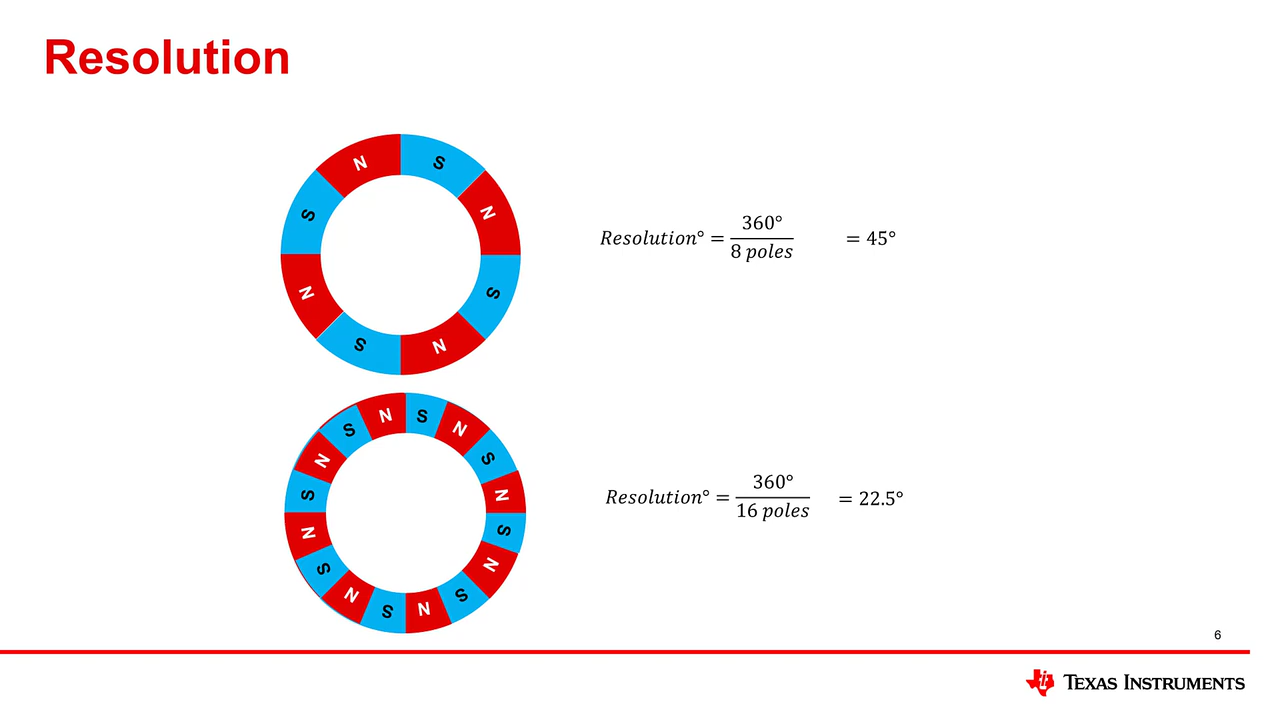 Resolution
N S
S N
N S
S N
Resolution° = 360° / 8 poles = 45°
N S
S N
N S
S N
N S
S N
N S
S N
Resolution° = 360° / 16 poles = 22.5°
6
TEXAS INSTRUMENTS